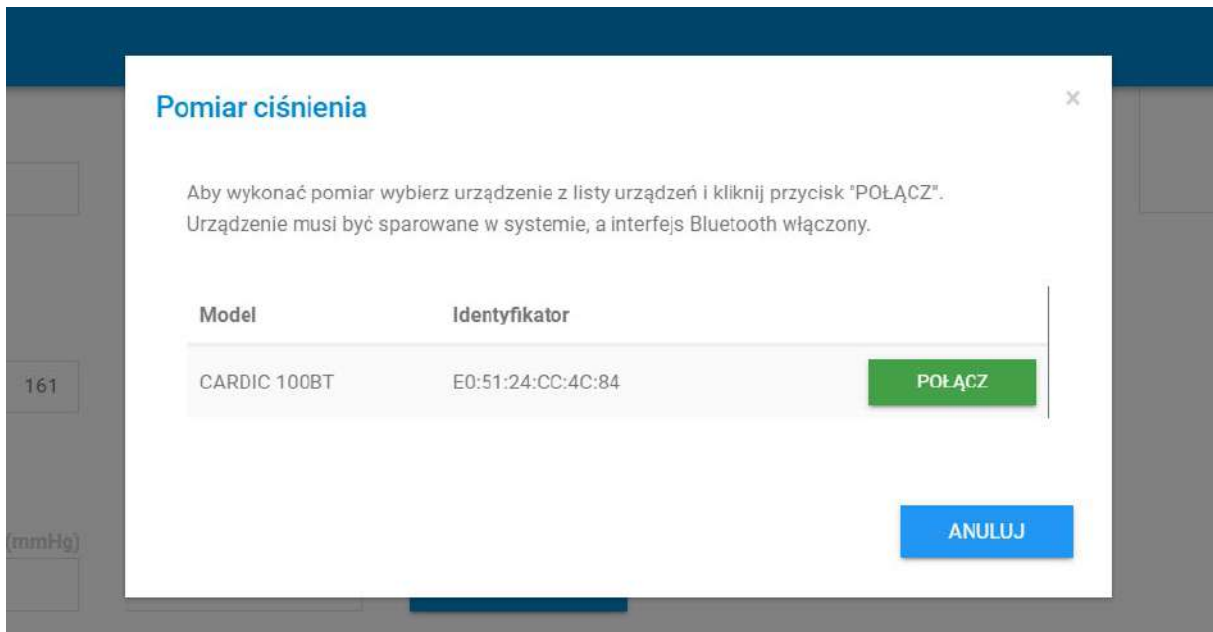 Pomiar ciśnienia
×
Aby wykonać pomiar wybierz urządzenie z listy urządzeń i kliknij przycisk "POŁĄCZ".
Urządzenie musi być sparowane w systemie, a interfejs Bluetooth włączony.
Model Identyfikator
161
CARDIC 100BT E0:51:24:CC:4C:84 POŁĄCZ
(mmHg)
ANULUJ